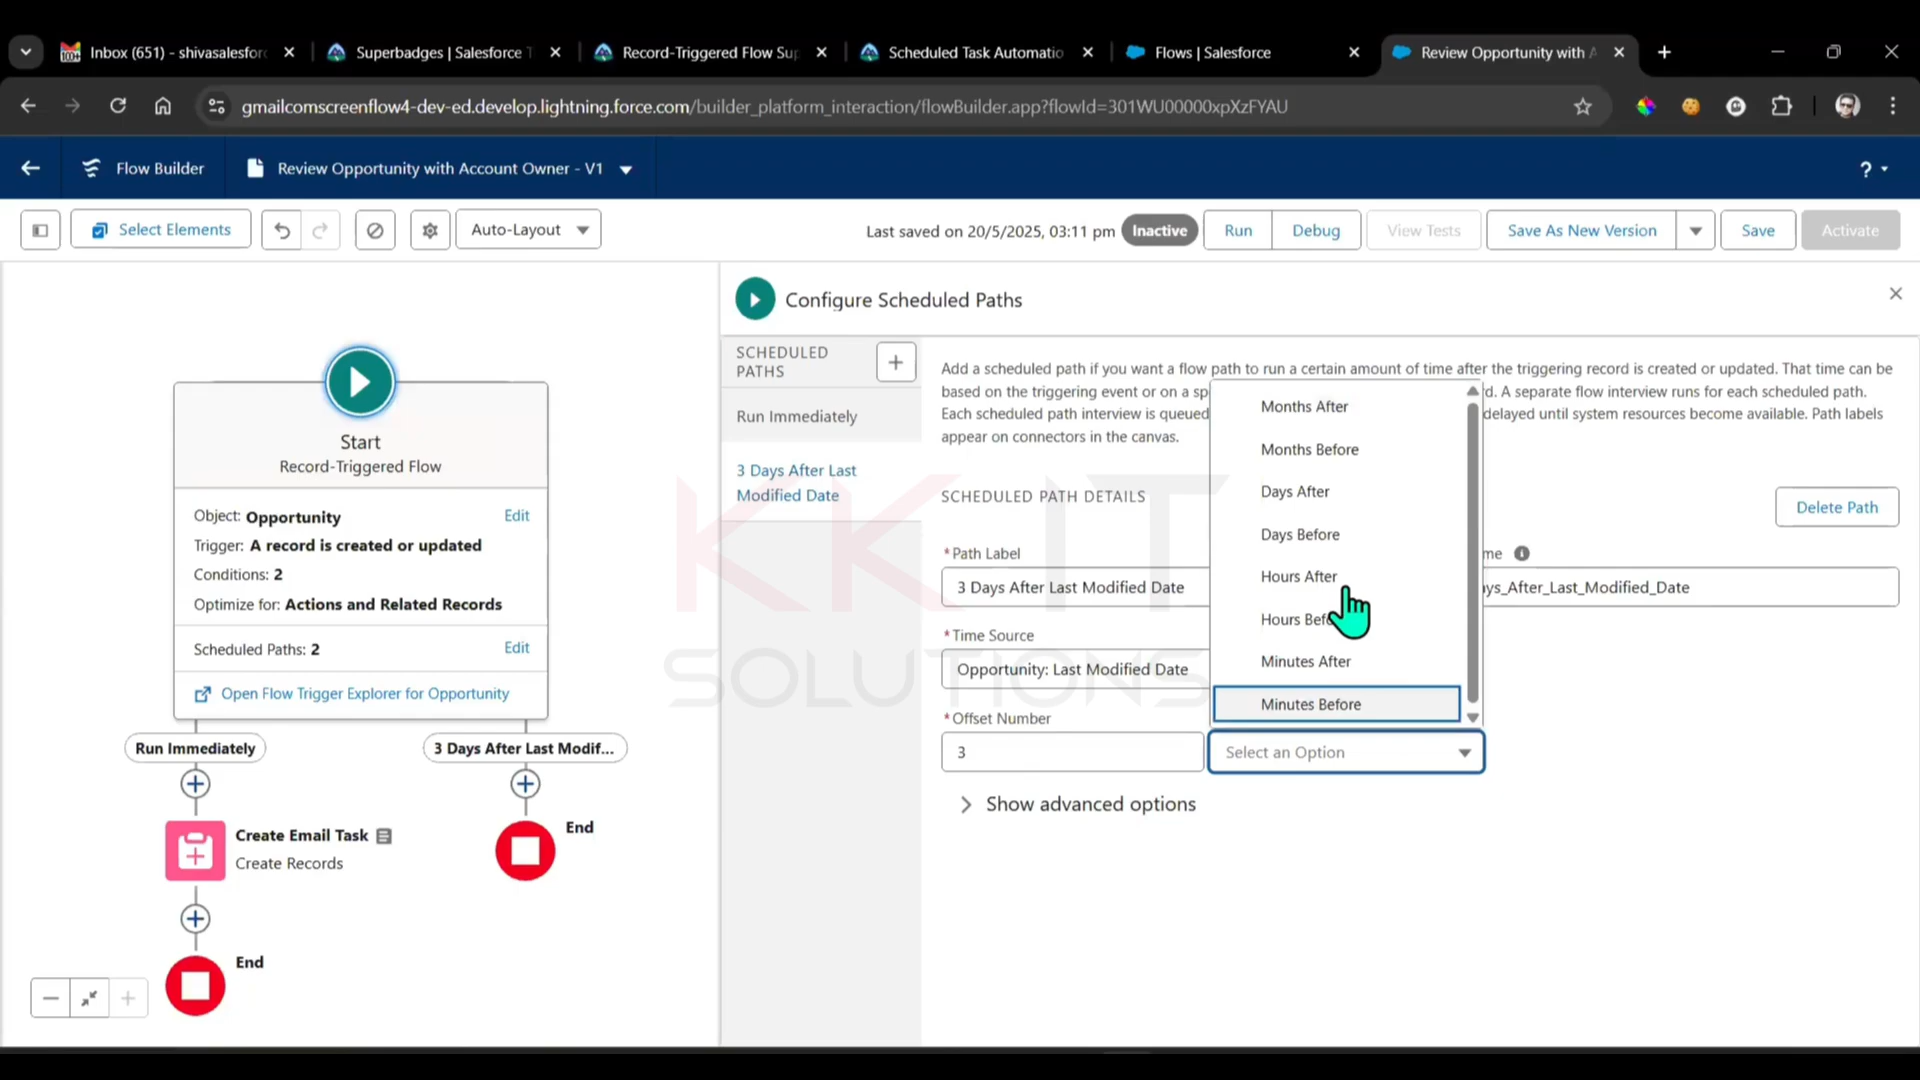 Inbox (651) - shivasalesforc
Superbadges | Salesforce T
Record-Triggered Flow Sup
Scheduled Task Automatio
Flows | Salesforce
Review Opportunity with A
gmailcomscreenflow4-dev-ed.develop.lightning.force.com/builder_platform_interaction/flowBuilder.app?flowId=301WU00000xpXzFYAU
Flow Builder
Review Opportunity with Account Owner - V1
?
Select Elements
Auto-Layout
Last saved on 20/5/2025, 03:11 pm
Inactive
Run
Debug
View Tests
Save As New Version
Save
Activate
Start
Record-Triggered Flow
Object: Opportunity
Edit
Trigger: A record is created or updated
Conditions: 2
Optimize for: Actions and Related Records
Scheduled Paths: 2
Edit
Open Flow Trigger Explorer for Opportunity
Run Immediately
3 Days After Last Modif...
Create Email Task
Create Records
End
End
Configure Scheduled Paths
SCHEDULED
PATHS
Run Immediately
3 Days After Last
Modified Date
Add a scheduled path if you want a flow path to run a certain amount of time after the triggering record is created or updated. That time can be
based on the triggering event or on a sp
d. A separate flow interview runs for each scheduled path.
Each scheduled path interview is queued
delayed until system resources become available. Path labels
appear on connectors in the canvas.
SCHEDULED PATH DETAILS
Delete Path
*Path Label
me
3 Days After Last Modified Date
ys_After_Last_Modified_Date
*Time Source
Opportunity: Last Modified Date
*Offset Number
3
Months After
Months Before
Days After
Days Before
Hours After
Hours Bef
Minutes After
Minutes Before
Select an Option
Show advanced options
KK IT
SOLUTIONS